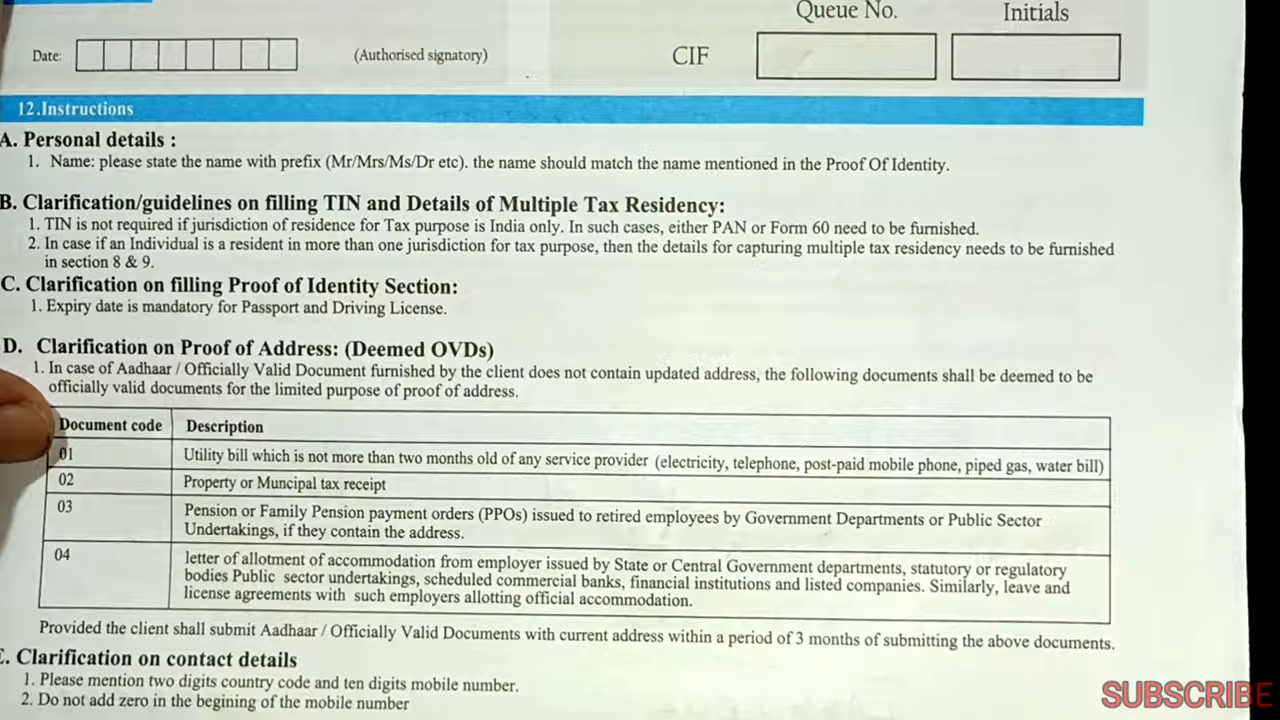 Queue No. Initials
Date: (Authorised signatory) CIF
12.Instructions
A. Personal details :
1. Name: please state the name with prefix (Mr/Mrs/Ms/Dr etc). the name should match the name mentioned in the Proof Of Identity.
B. Clarification/guidelines on filling TIN and Details of Multiple Tax Residency:
1. TIN is not required if jurisdiction of residence for Tax purpose is India only. In such cases, either PAN or Form 60 need to be furnished.
2. In case if an Individual is a resident in more than one jurisdiction for tax purpose, then the details for capturing multiple tax residency needs to be furnished
in section 8 & 9.
C. Clarification on filling Proof of Identity Section:
1. Expiry date is mandatory for Passport and Driving License.
D. Clarification on Proof of Address: (Deemed OVDs)
1. In case of Aadhaar / Officially Valid Document furnished by the client does not contain updated address, the following documents shall be deemed to be
officially valid documents for the limited purpose of proof of address.
Document code Description
01 Utility bill which is not more than two months old of any service provider (electricity, telephone, post-paid mobile phone, piped gas, water bill)
02 Property or Muncipal tax receipt
03 Pension or Family Pension payment orders (PPOs) issued to retired employees by Government Departments or Public Sector
Undertakings, if they contain the address.
04 letter of allotment of accommodation from employer issued by State or Central Government departments, statutory or regulatory
bodies Public sector undertakings, scheduled commercial banks, financial institutions and listed companies. Similarly, leave and
license agreements with such employers allotting official accommodation.
Provided the client shall submit Aadhaar / Officially Valid Documents with current address within a period of 3 months of submitting the above documents.
E. Clarification on contact details
1. Please mention two digits country code and ten digits mobile number.
2. Do not add zero in the begining of the mobile number
SUBSCRIBE